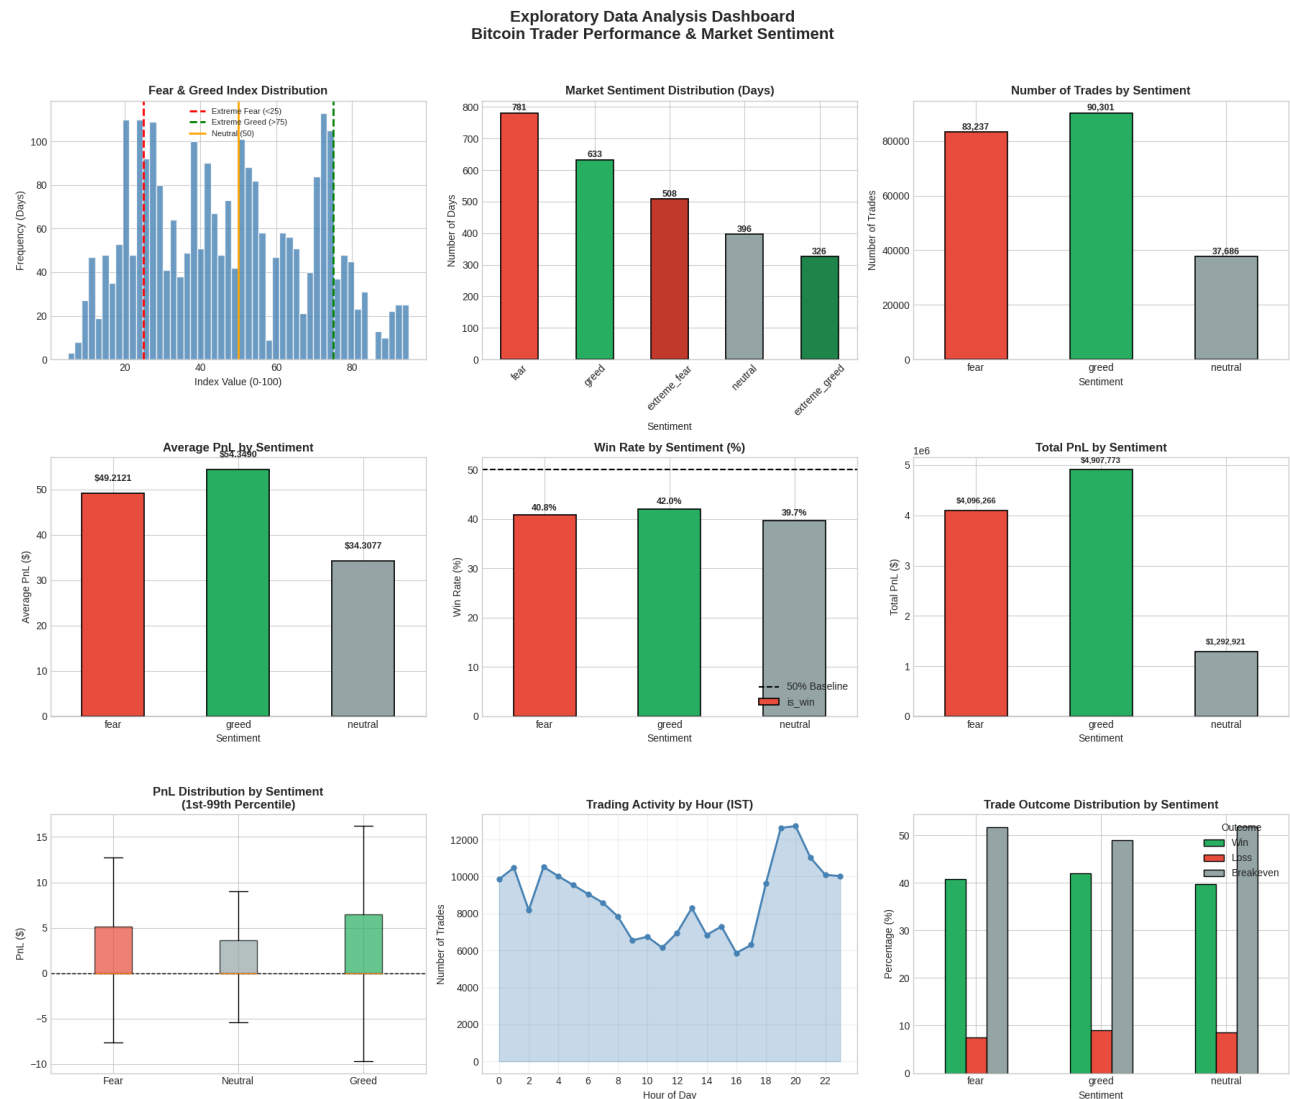 Exploratory Data Analysis Dashboard
Bitcoin Trader Performance & Market Sentiment
Fear & Greed Index Distribution
Extreme Fear (<25)
Extreme Greed (>75)
Neutral (50)
Frequency (Days)
0
20
40
60
80
100
20
40
60
80
Index Value (0-100)
Market Sentiment Distribution (Days)
Number of Days
0
100
200
300
400
500
600
700
800
781
633
508
396
326
fear
greed
extreme_fear
neutral
extreme_greed
Sentiment
Number of Trades by Sentiment
Number of Trades
0
20000
40000
60000
80000
83,237
90,301
37,686
fear
greed
neutral
Sentiment
Average PnL by Sentiment
Average PnL ($)
0
10
20
30
40
50
$49.2121
$54.3490
$34.3077
fear
greed
neutral
Sentiment
Win Rate by Sentiment (%)
Win Rate (%)
0
10
20
30
40
50
40.8%
42.0%
39.7%
50% Baseline
is_win
fear
greed
neutral
Sentiment
Total PnL by Sentiment
1e6
Total PnL ($)
0
1
2
3
4
5
$4,096,266
$4,907,773
$1,292,921
fear
greed
neutral
Sentiment
PnL Distribution by Sentiment
(1st-99th Percentile)
PnL ($)
−10
−5
0
5
10
15
Fear
Neutral
Greed
Trading Activity by Hour (IST)
Number of Trades
0
2000
4000
6000
8000
10000
12000
0
2
4
6
8
10
12
14
16
18
20
22
Hour of Day
Trade Outcome Distribution by Sentiment
Outcome
Win
Loss
Breakeven
Percentage (%)
0
10
20
30
40
50
fear
greed
neutral
Sentiment